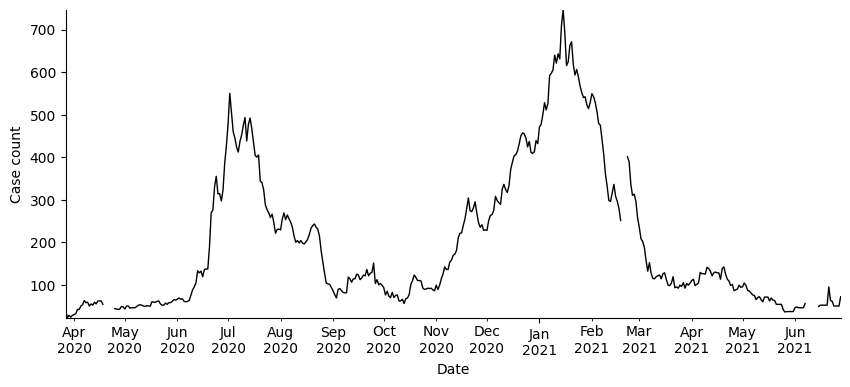 Case count
700
600
500
400
300
200
100
Apr May Jun Jul Aug Sep Oct Nov Dec Jan Feb Mar Apr May Jun
2020 2020 2020 2020 2020 2020 2020 2020 2020 2021 2021 2021 2021 2021 2021
Date